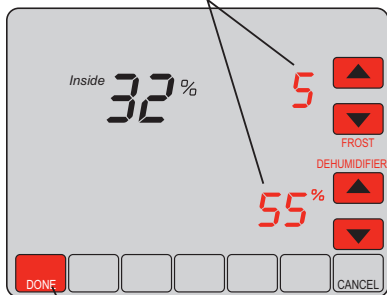 Inside 32 % 5
FROST
DEHUMIDIFIER
55 %
DONE CANCEL